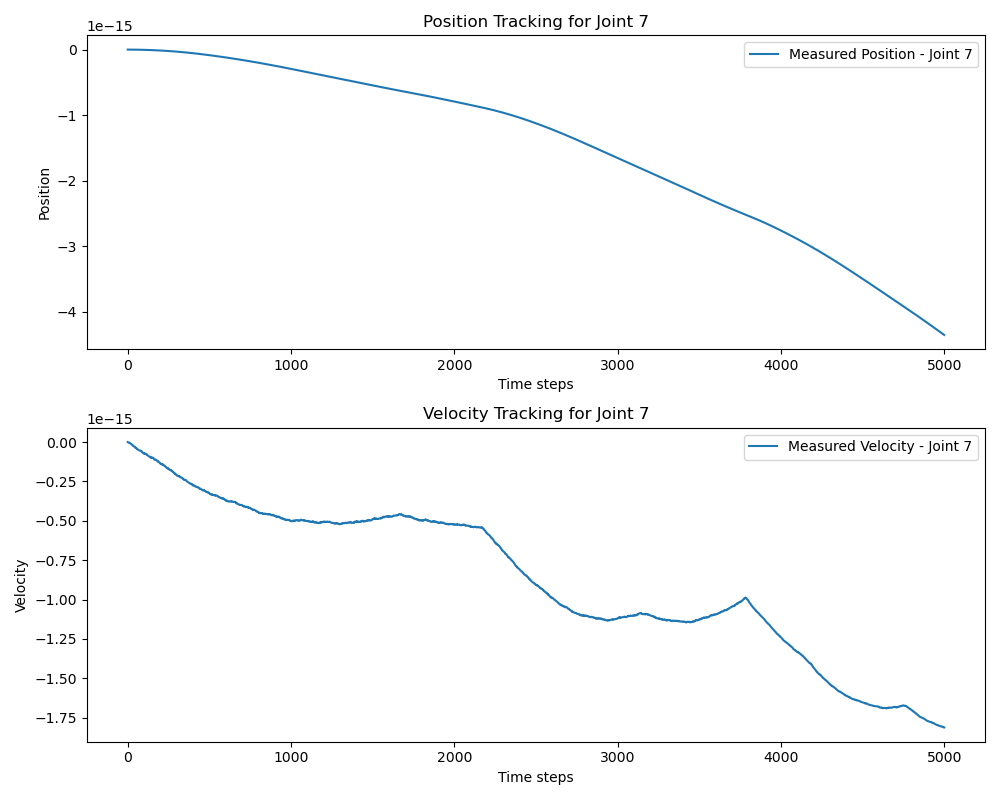 Position Tracking for Joint 7
1e−15
Measured Position - Joint 7
0
−1
−2
−3
−4
Position
0 1000 2000 3000 4000 5000
Time steps
Velocity Tracking for Joint 7
1e−15
Measured Velocity - Joint 7
0.00
−0.25
−0.50
−0.75
−1.00
−1.25
−1.50
−1.75
Velocity
0 1000 2000 3000 4000 5000
Time steps